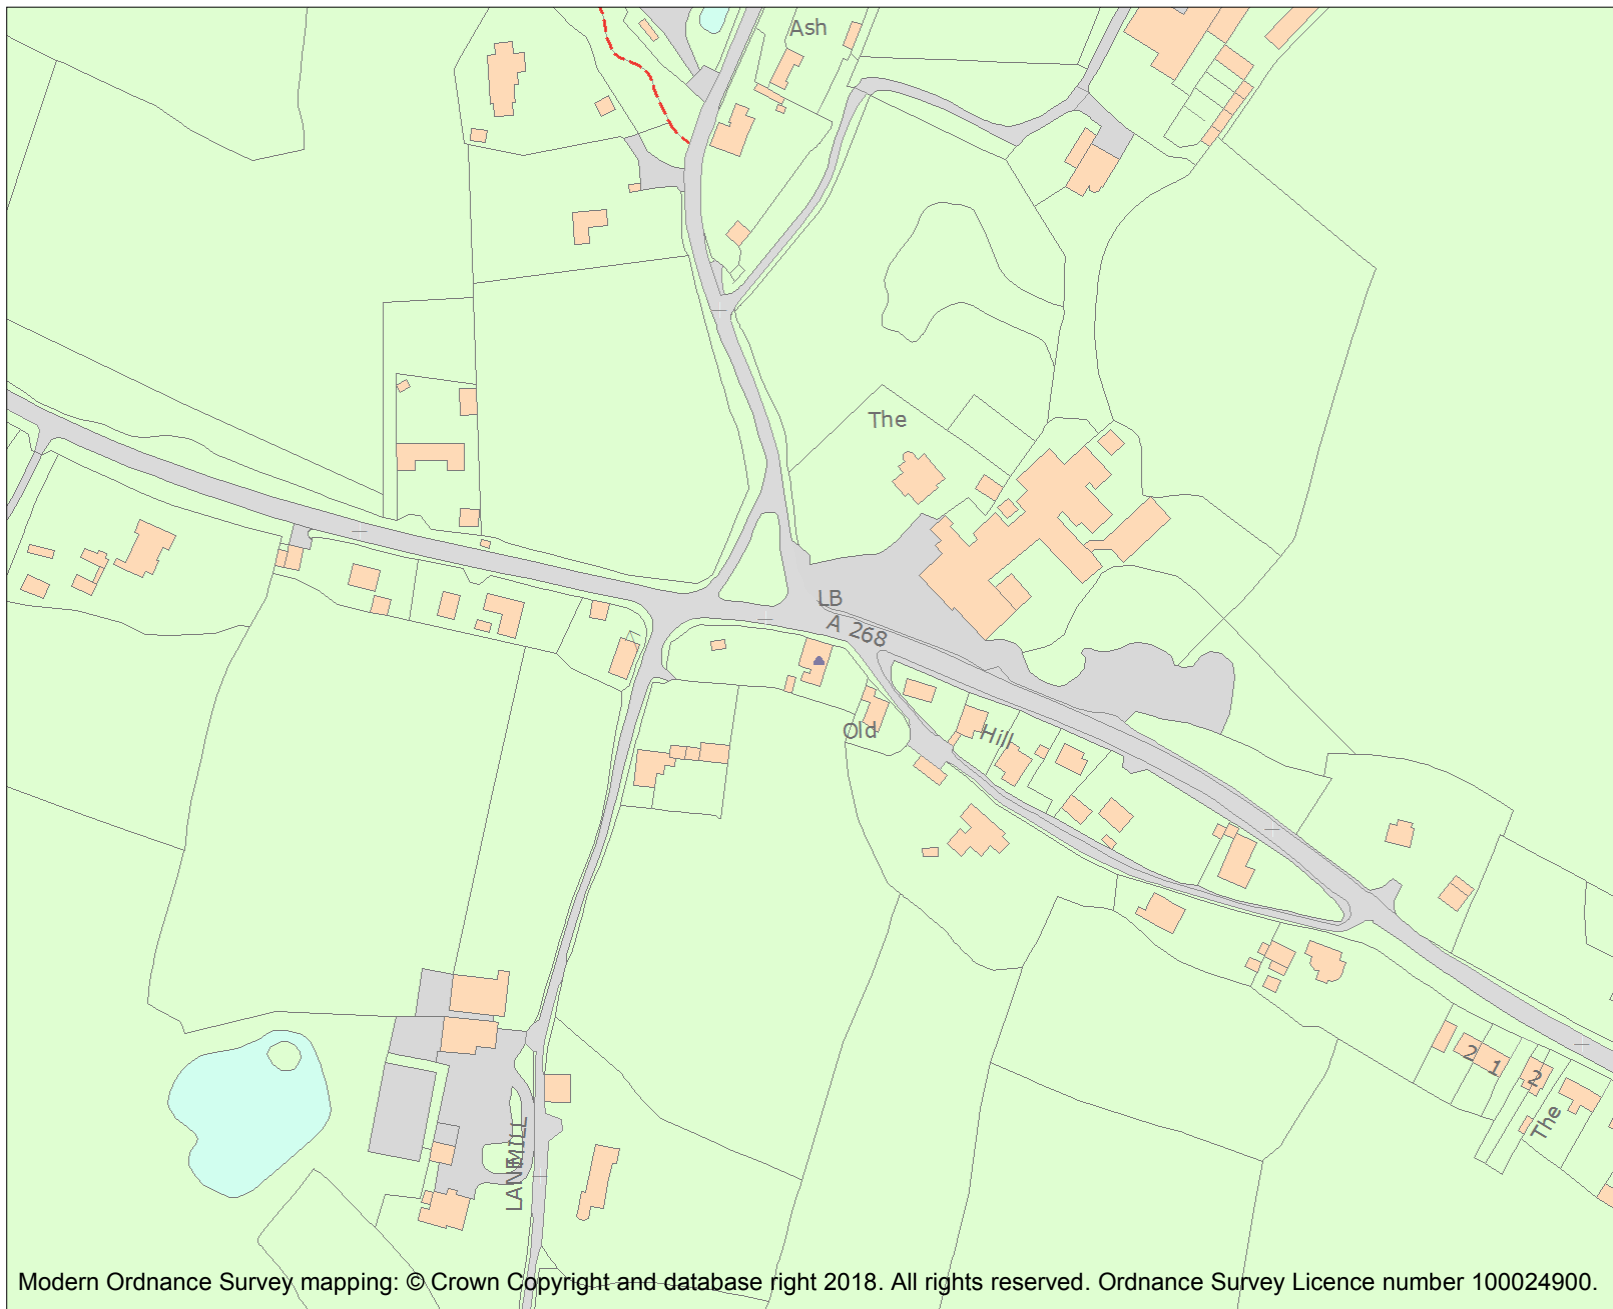 Ash
The
LB
A 268
Old
Hill
2
1
2
The
MILL
LANE
Modern Ordnance Survey mapping: © Crown Copyright and database right 2018. All rights reserved. Ordnance Survey Licence number 100024900.